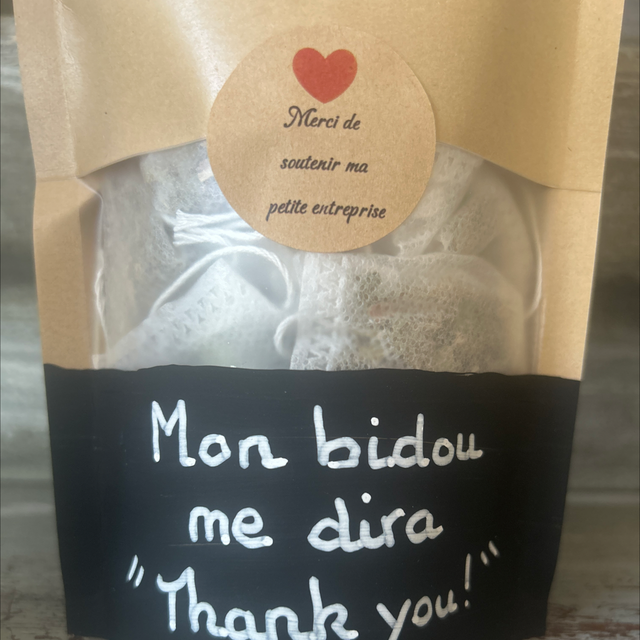 Merci de
soutenir ma
petite entreprise
Mon bidou
me dira
"Thank you!"